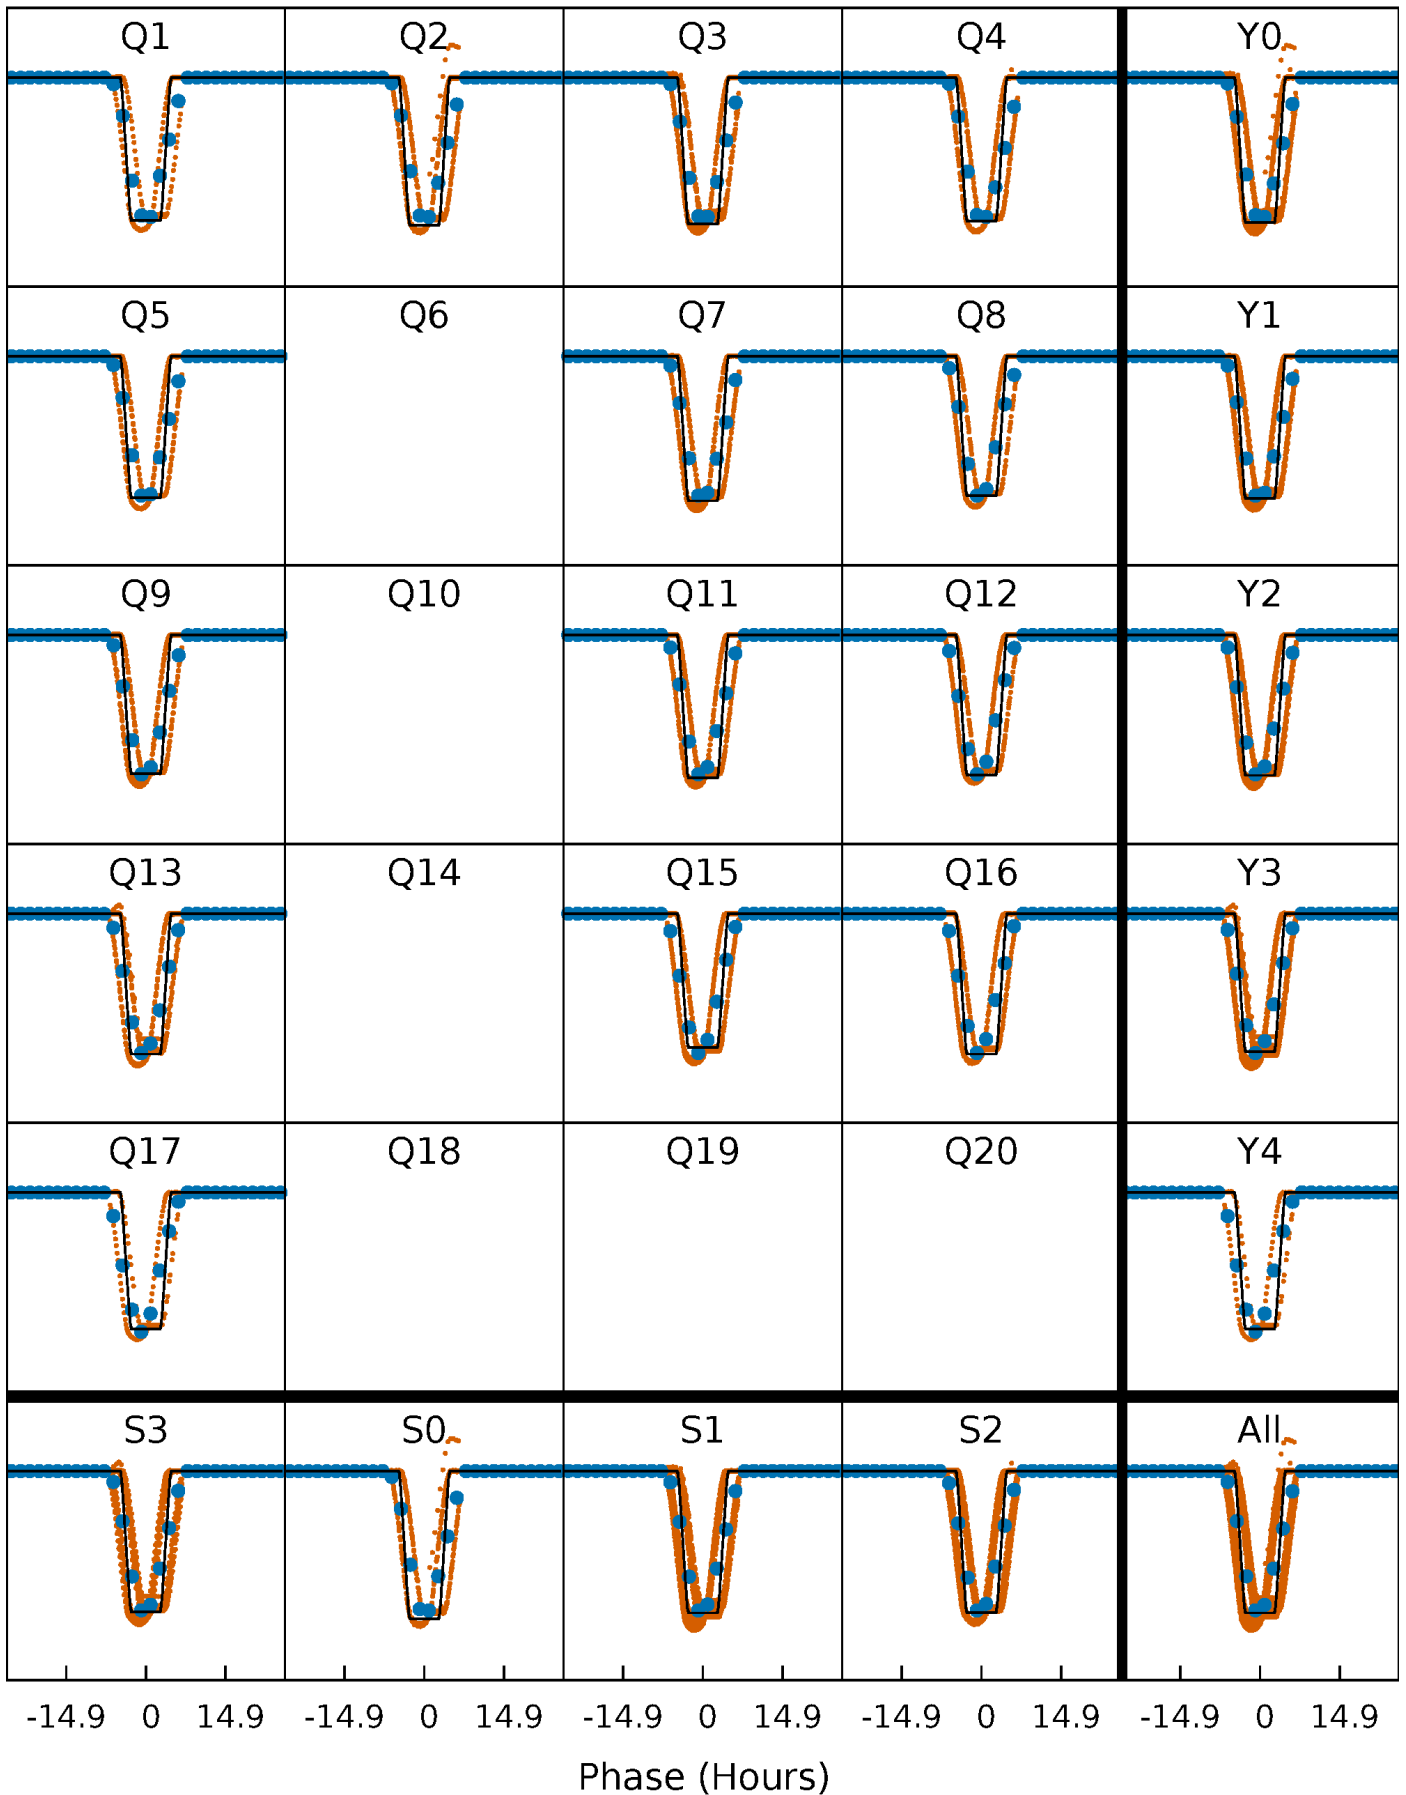 Q1 Q2 Q3 Q4 Y0
Q5 Q6 Q7 Q8 Y1
Q9 Q10 Q11 Q12 Y2
Q13 Q14 Q15 Q16 Y3
Q17 Q18 Q19 Q20 Y4
S3 S0 S1 S2 All
-14.9 0 14.9 -14.9 0 14.9 -14.9 0 14.9 -14.9 0 14.9 -14.9 0 14.9
Phase (Hours)